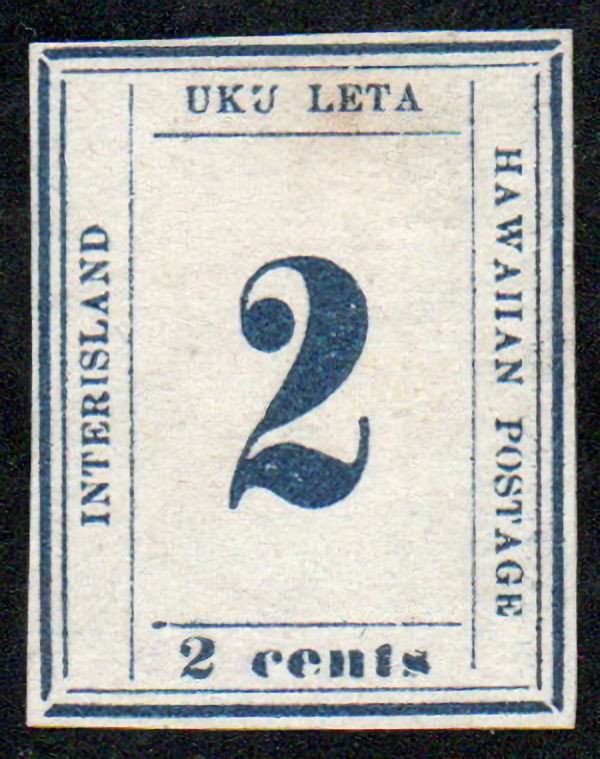 UKU LETA
INTERISLAND
2
HAWAIIAN POSTAGE
2 cents